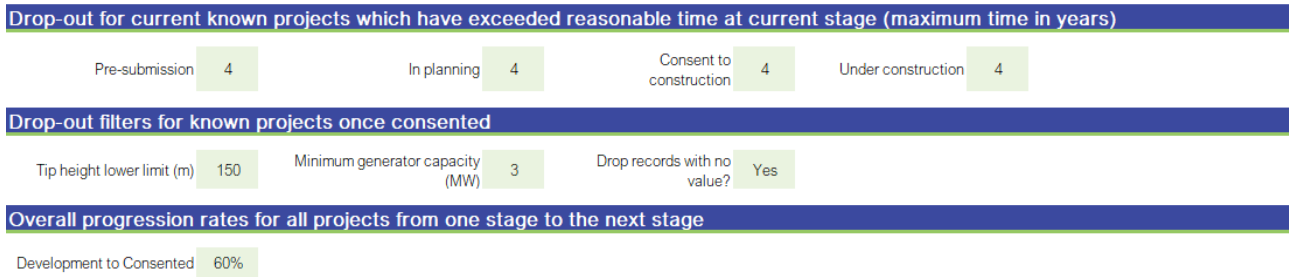 Drop-out for current known projects which have exceeded reasonable time at current stage (maximum time in years)
Pre-submission 4 In planning 4 Consent to construction 4 Under construction 4
Drop-out filters for known projects once consented
Tip height lower limit (m) 150 Minimum generator capacity (MW) 3 Drop records with no value? Yes
Overall progression rates for all projects from one stage to the next stage
Development to Consented 60%